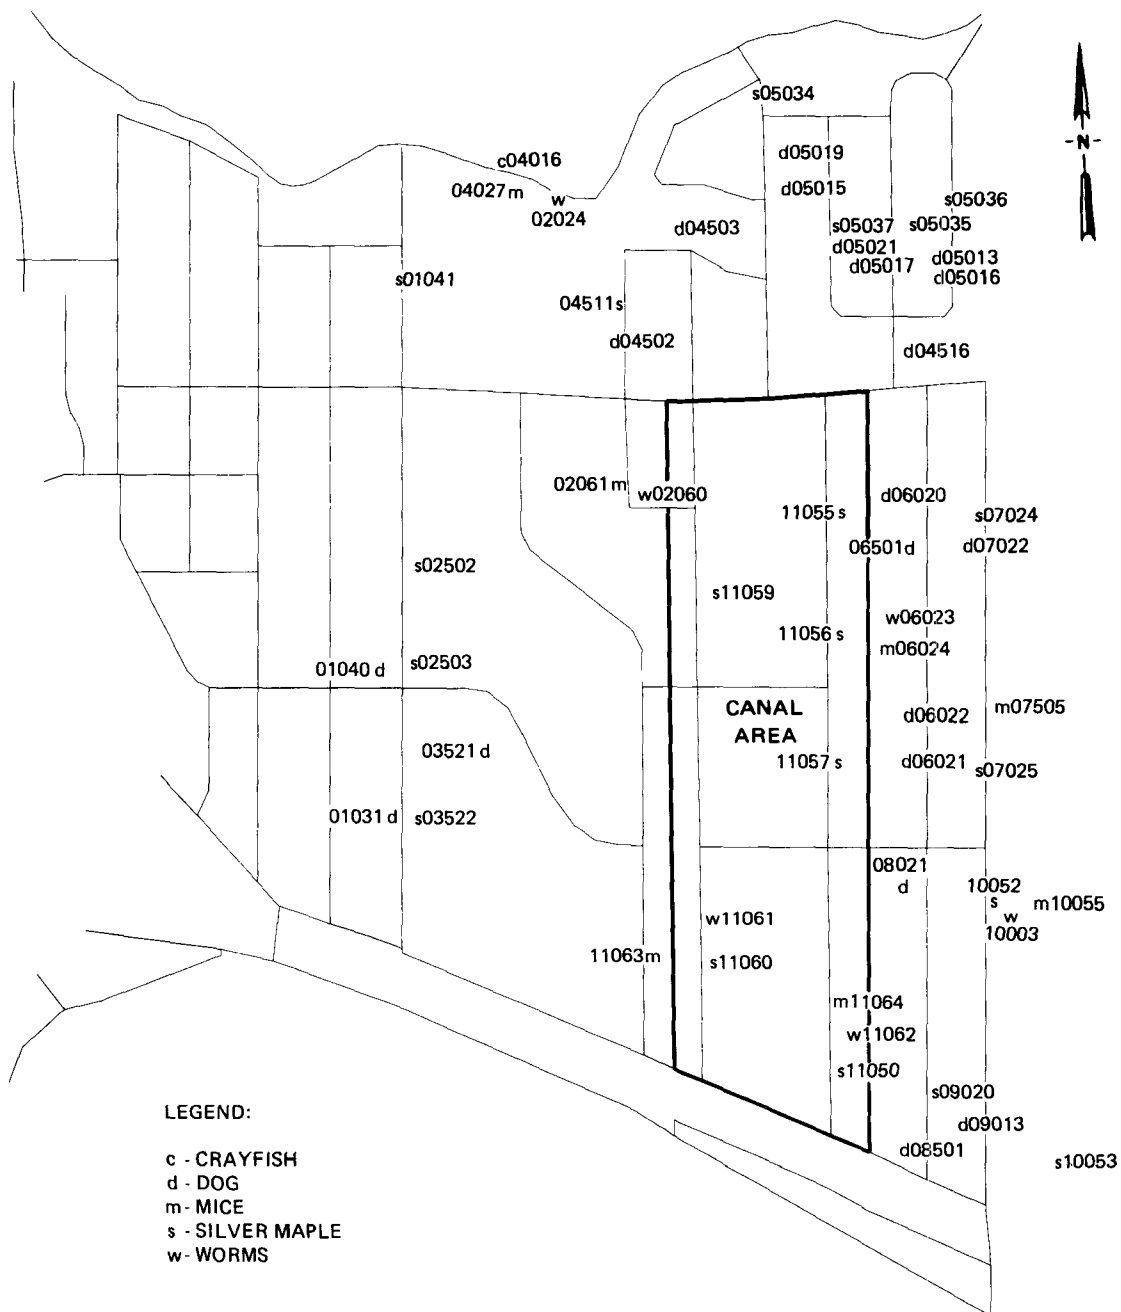 s05034
-N-
c04016
d05019
04027 m
d05015
w
02024
s05036
d04503
s05037
s05035
d05021
d05013
d05017
d05016
s01041
04511s
d04502
d04516
02061 m
w02060
d06020
11055 s
s07024
06501d
d07022
s02502
s11059
w06023
11056 s
m06024
s02503
01040 d
CANAL
AREA
m07505
d06022
03521 d
11057 s
d06021
s07025
01031 d
s03522
08021
d
10052
s
m10055
w
10003
w11061
11063m
s11060
m11064
w11062
s11050
s09020
d09013
d08501
s10053
LEGEND:
c - CRAYFISH
d - DOG
m - MICE
s - SILVER MAPLE
w - WORMS